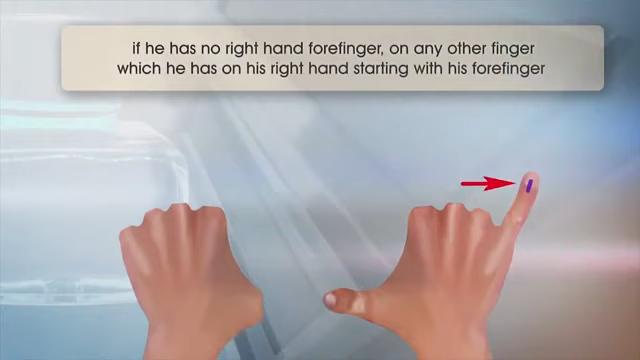 if he has no right hand forefinger, on any other finger
which he has on his right hand starting with his forefinger